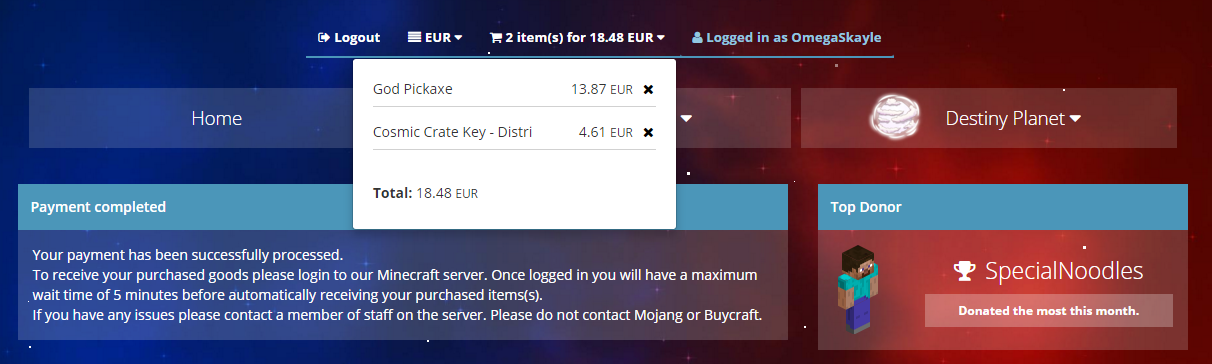 Logout EUR 2 item(s) for 18.48 EUR Logged in as OmegaSkayle
God Pickaxe 13.87 EUR
Cosmic Crate Key - Distri 4.61 EUR
Total: 18.48 EUR
Home
Destiny Planet
Payment completed
Your payment has been successfully processed.
To receive your purchased goods please login to our Minecraft server. Once logged in you will have a maximum
wait time of 5 minutes before automatically receiving your purchased items(s).
If you have any issues please contact a member of staff on the server. Please do not contact Mojang or Buycraft.
Top Donor
SpecialNoodles
Donated the most this month.